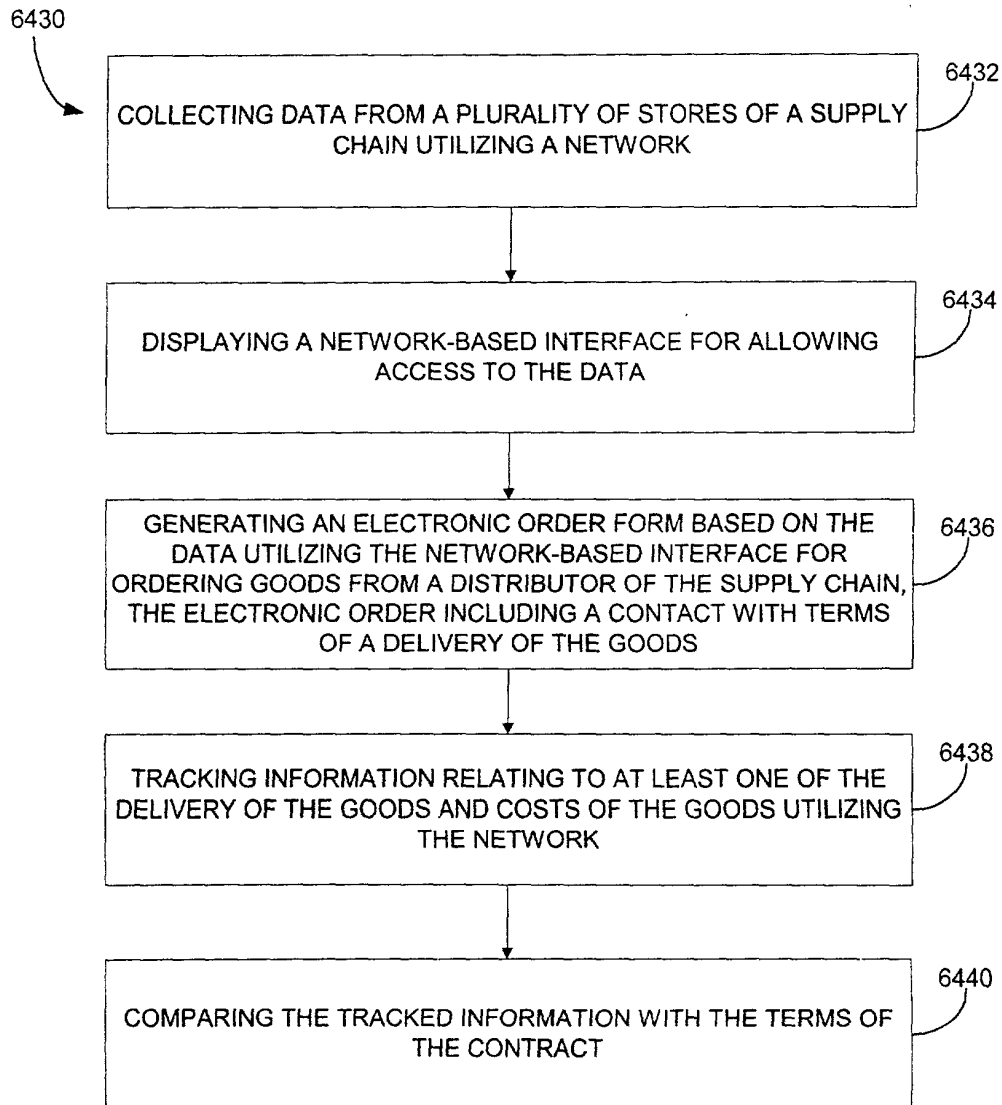 6430
6432
COLLECTING DATA FROM A PLURALITY OF STORES OF A SUPPLY
CHAIN UTILIZING A NETWORK
6434
DISPLAYING A NETWORK-BASED INTERFACE FOR ALLOWING
ACCESS TO THE DATA
6436
GENERATING AN ELECTRONIC ORDER FORM BASED ON THE
DATA UTILIZING THE NETWORK-BASED INTERFACE FOR
ORDERING GOODS FROM A DISTRIBUTOR OF THE SUPPLY CHAIN,
THE ELECTRONIC ORDER INCLUDING A CONTACT WITH TERMS
OF A DELIVERY OF THE GOODS
6438
TRACKING INFORMATION RELATING TO AT LEAST ONE OF THE
DELIVERY OF THE GOODS AND COSTS OF THE GOODS UTILIZING
THE NETWORK
6440
COMPARING THE TRACKED INFORMATION WITH THE TERMS OF
THE CONTRACT